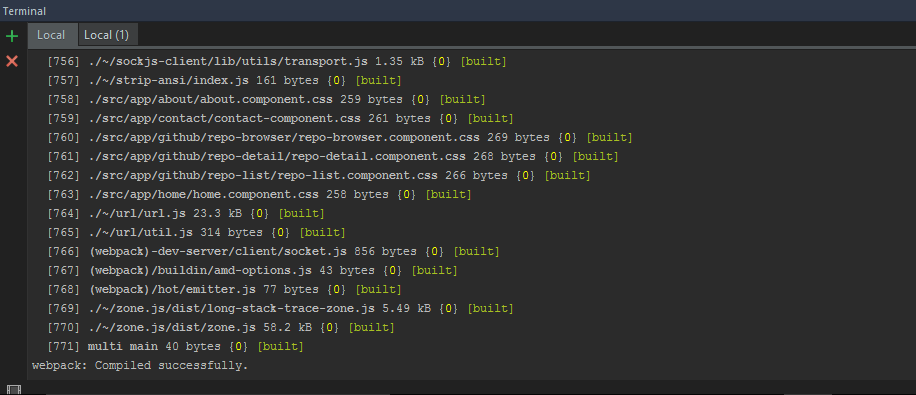 Terminal
Local
Local (1)
[756] ./~/sockjs-client/lib/utils/transport.js 1.35 kB {0} [built]
[757] ./~/strip-ansi/index.js 161 bytes {0} [built]
[758] ./src/app/about/about.component.css 259 bytes {0} [built]
[759] ./src/app/contact/contact-component.css 261 bytes {0} [built]
[760] ./src/app/github/repo-browser/repo-browser.component.css 269 bytes {0} [built]
[761] ./src/app/github/repo-detail/repo-detail.component.css 268 bytes {0} [built]
[762] ./src/app/github/repo-list/repo-list.component.css 266 bytes {0} [built]
[763] ./src/app/home/home.component.css 258 bytes {0} [built]
[764] ./~/url/url.js 23.3 kB {0} [built]
[765] ./~/url/util.js 314 bytes {0} [built]
[766] (webpack)-dev-server/client/socket.js 856 bytes {0} [built]
[767] (webpack)/buildin/amd-options.js 43 bytes {0} [built]
[768] (webpack)/hot/emitter.js 77 bytes {0} [built]
[769] ./~/zone.js/dist/long-stack-trace-zone.js 5.49 kB {0} [built]
[770] ./~/zone.js/dist/zone.js 58.2 kB {0} [built]
[771] multi main 40 bytes {0} [built]
webpack: Compiled successfully.